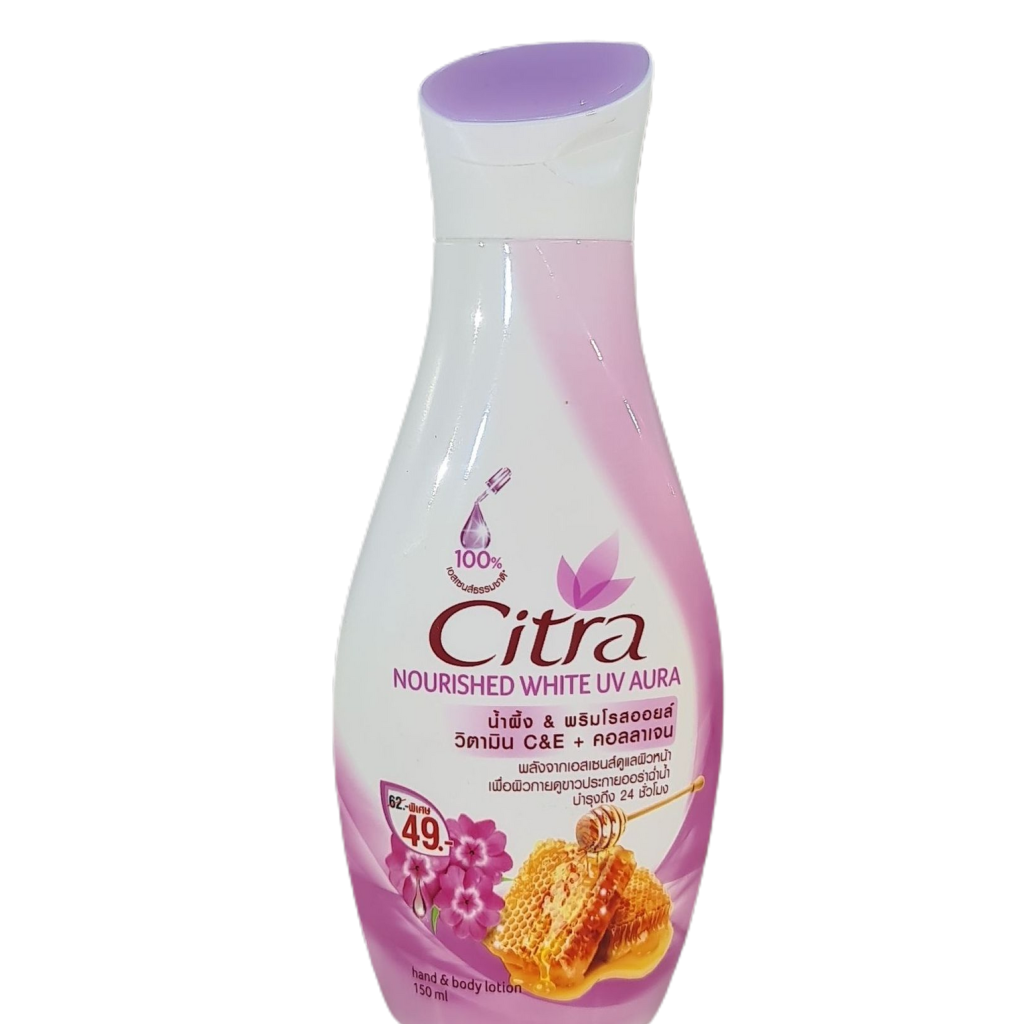 100%
เอสเซนส์ธรรมชาติ*
Citra
NOURISHED WHITE UV AURA
น้ำผึ้ง & พริมโรสออยล์
วิตามิน C&E + คอลลาเจน
พลังจากเอสเซนส์ดูแลผิวหน้า
เพื่อผิวกายดูขาวประกายออร่าฉ่ำน้ำ
บำรุงถึง 24 ชั่วโมง
62.-พิเศษ
49.-
hand & body lotion
150 ml